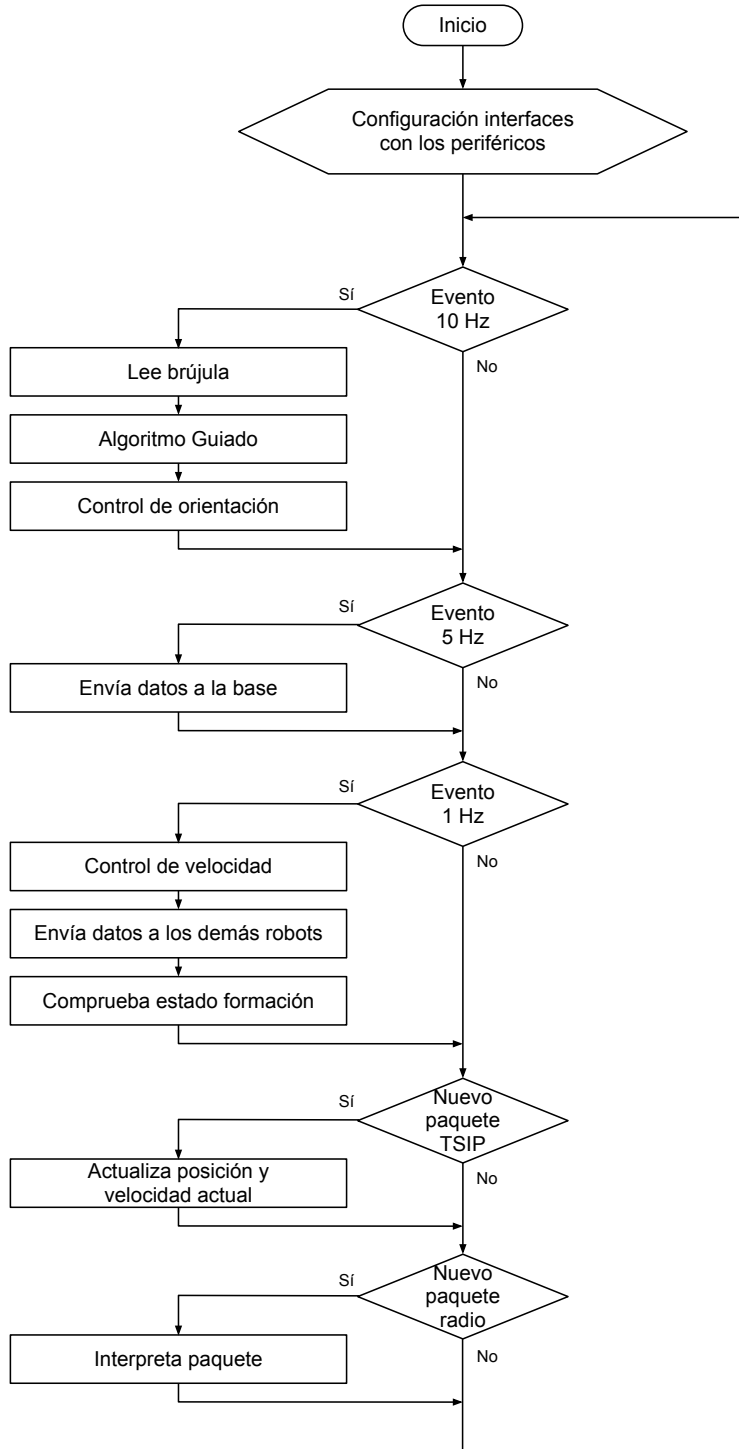 Inicio
Configuración interfaces
con los periféricos
Sí
Evento
10 Hz
No
Lee brújula
Algoritmo Guiado
Control de orientación
Sí
Evento
5 Hz
No
Envía datos a la base
Sí
Evento
1 Hz
No
Control de velocidad
Envía datos a los demás robots
Comprueba estado formación
Sí
Nuevo
paquete
TSIP
No
Actualiza posición y
velocidad actual
Sí
Nuevo
paquete
radio
No
Interpreta paquete